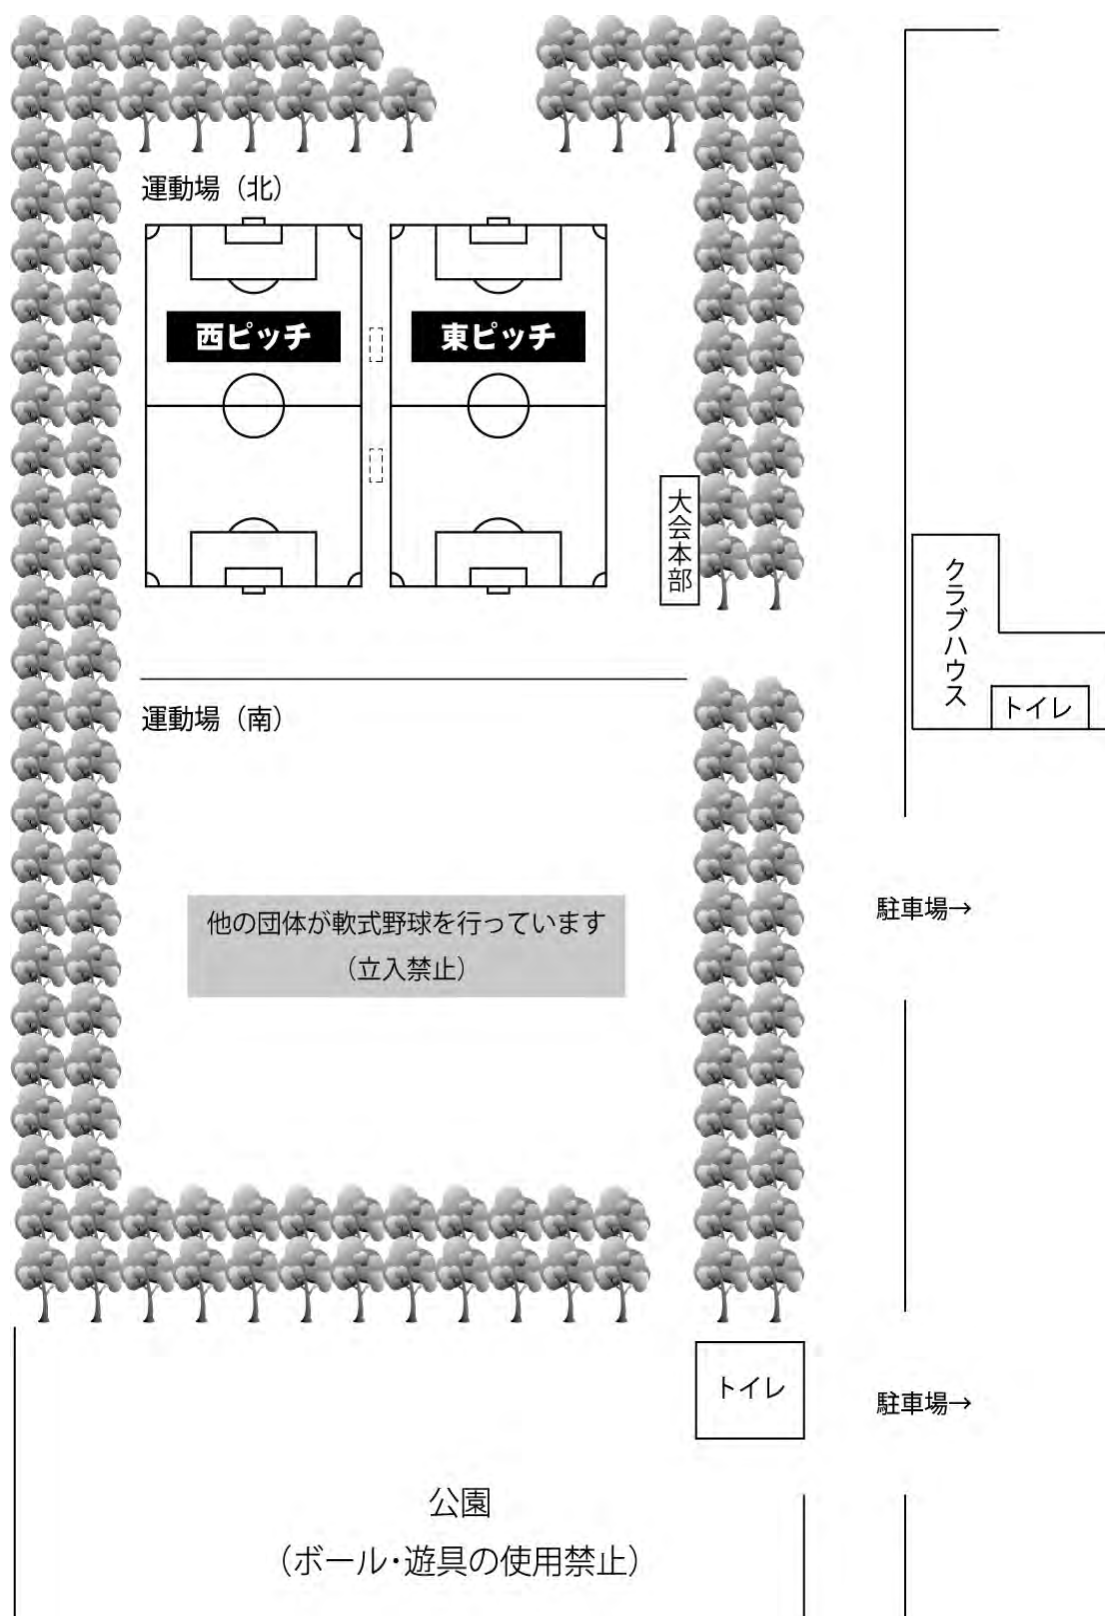 運動場（北）
西ピッチ
東ピッチ
大会本部
クラブハウス
トイレ
運動場（南）
他の団体が軟式野球を行っています
（立入禁止）
駐車場→
トイレ
駐車場→
公園
（ボール・遊具の使用禁止）